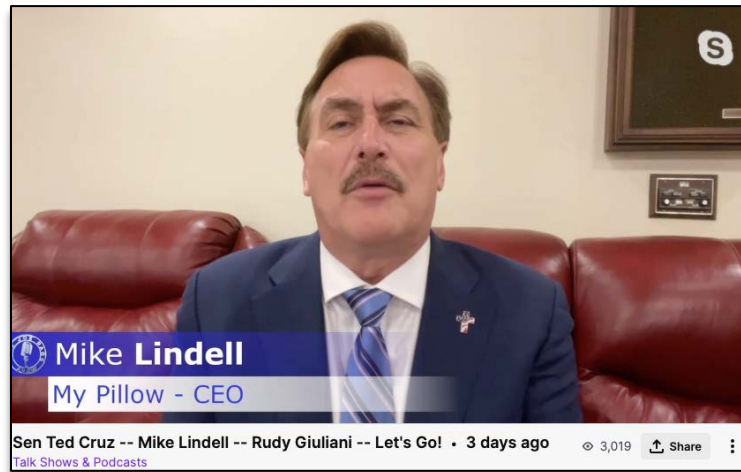 S
Mike Lindell
My Pillow - CEO
Sen Ted Cruz -- Mike Lindell -- Rudy Giuliani -- Let's Go! • 3 days ago
3,019
Share
Talk Shows & Podcasts